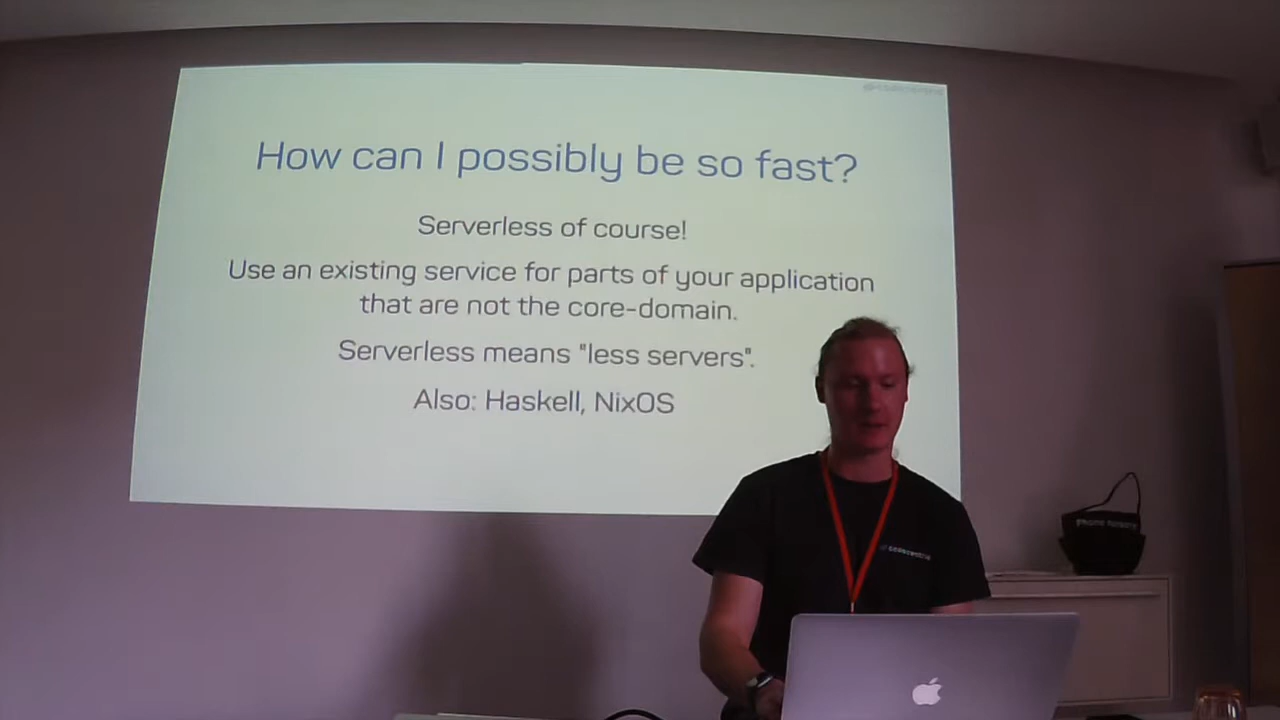 How can I possibly be so fast?
Serverless of course!
Use an existing service for parts of your application
that are not the core-domain.
Serverless means "less servers".
Also: Haskell, NixOS